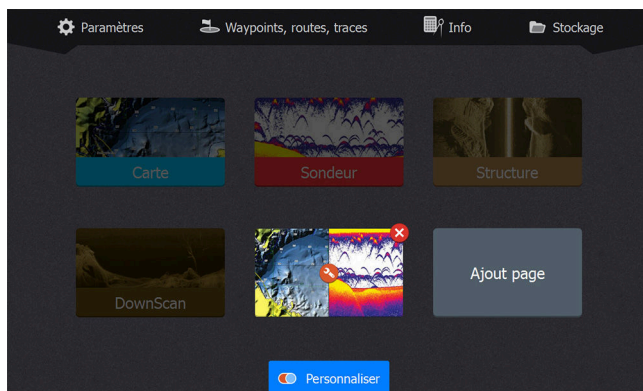 Paramètres
Waypoints, routes, traces
Info
Stockage
Carte
Sondeur
Structure
DownScan
Ajout page
Personnaliser